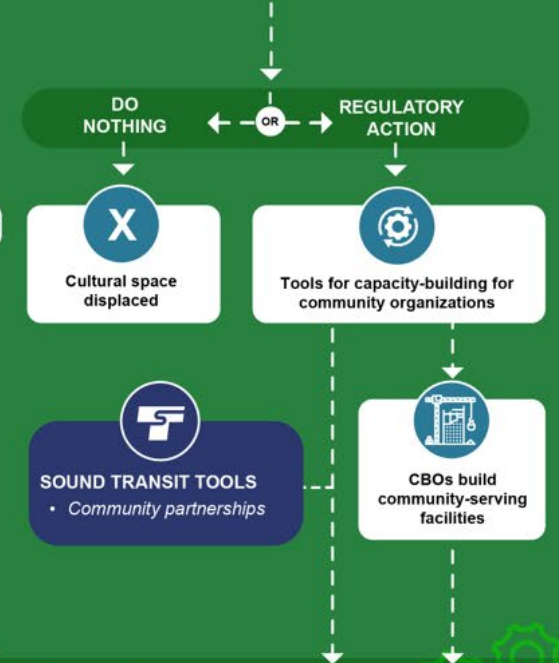 DO
NOTHING
OR
REGULATORY
ACTION
X
Cultural space
displaced
Tools for capacity-building for
community organizations
SOUND TRANSIT TOOLS
• Community partnerships
CBOs build
community-serving
facilities